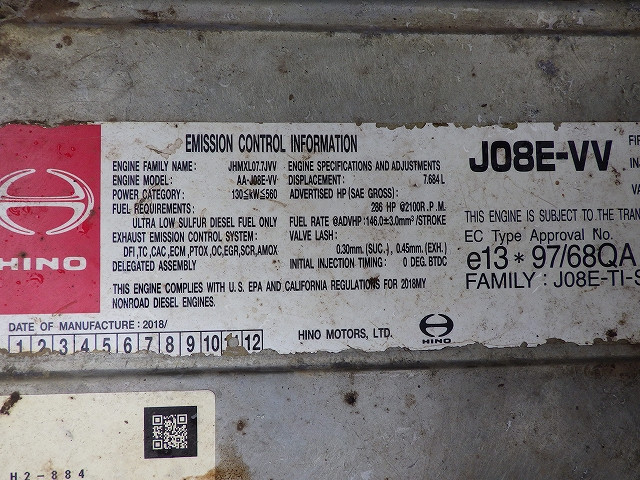 EMISSION CONTROL INFORMATION
ENGINE FAMILY NAME : JHMXL07.7JVV
ENGINE MODEL: AA-J08E-VV
POWER CATEGORY : 130≦kW≦560
FUEL REQUIREMENTS :
ULTRA LOW SULFUR DIESEL FUEL ONLY
EXHAUST EMISSION CONTROL SYSTEM :
DFI,TC,CAC,ECM,PTOX,OC,EGR,SCR,AMOX
DELEGATED ASSEMBLY
ENGINE SPECIFICATIONS AND ADJUSTMENTS
DISPLACEMENT: 7.684 L
ADVERTISED HP(SAE GROSS):
286 HP @2100R.P.M.
FUEL RATE @ADVHP :146.0±3.0mm³/STROKE
VALVE LASH :
0.30mm. (SUC.) , 0.45mm. (EXH.)
INITIAL INJECTION TIMING : 0 DEG. BTDC
THIS ENGINE COMPLIES WITH U.S. EPA AND CALIFORNIA REGULATIONS FOR 2018MY
NONROAD DIESEL ENGINES.
HINO
DATE OF MANUFACTURE : 2018/
1 2 3 4 5 6 7 8 9 10 11 12
HINO MOTORS, LTD.
HINO
J08E-VV
FI
IN
VA
THIS ENGINE IS SUBJECT TO THE TRAN
EC Type Approval No.
e13 * 97/68QA
FAMILY : J08E-TI-S
H2-884